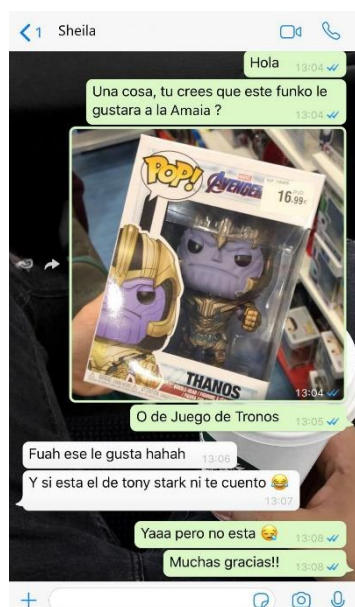 1 Sheila
Hola 13:04
Una cosa, tu crees que este funko le
gustara a la Amaia ?
13:04
POP!
MARVEL
AVENGE
16.99€
THANOS
13:04
O de Juego de Tronos 13:05
Fuah ese le gusta hahah 13:06
Y si esta el de tony stark ni te cuento 😂
13:07
Yaaa pero no esta 😪 13:08
Muchas gracias!! 13:08